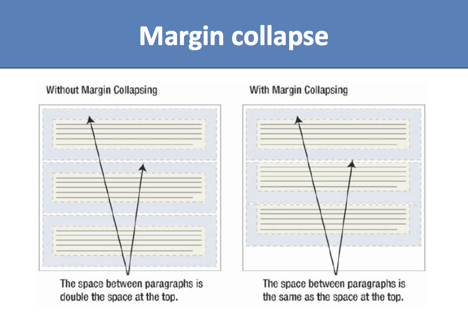 Margin collapse
Without Margin Collapsing
With Margin Collapsing
The space between paragraphs is
double the space at the top.
The space between paragraphs is
the same as the space at the top.